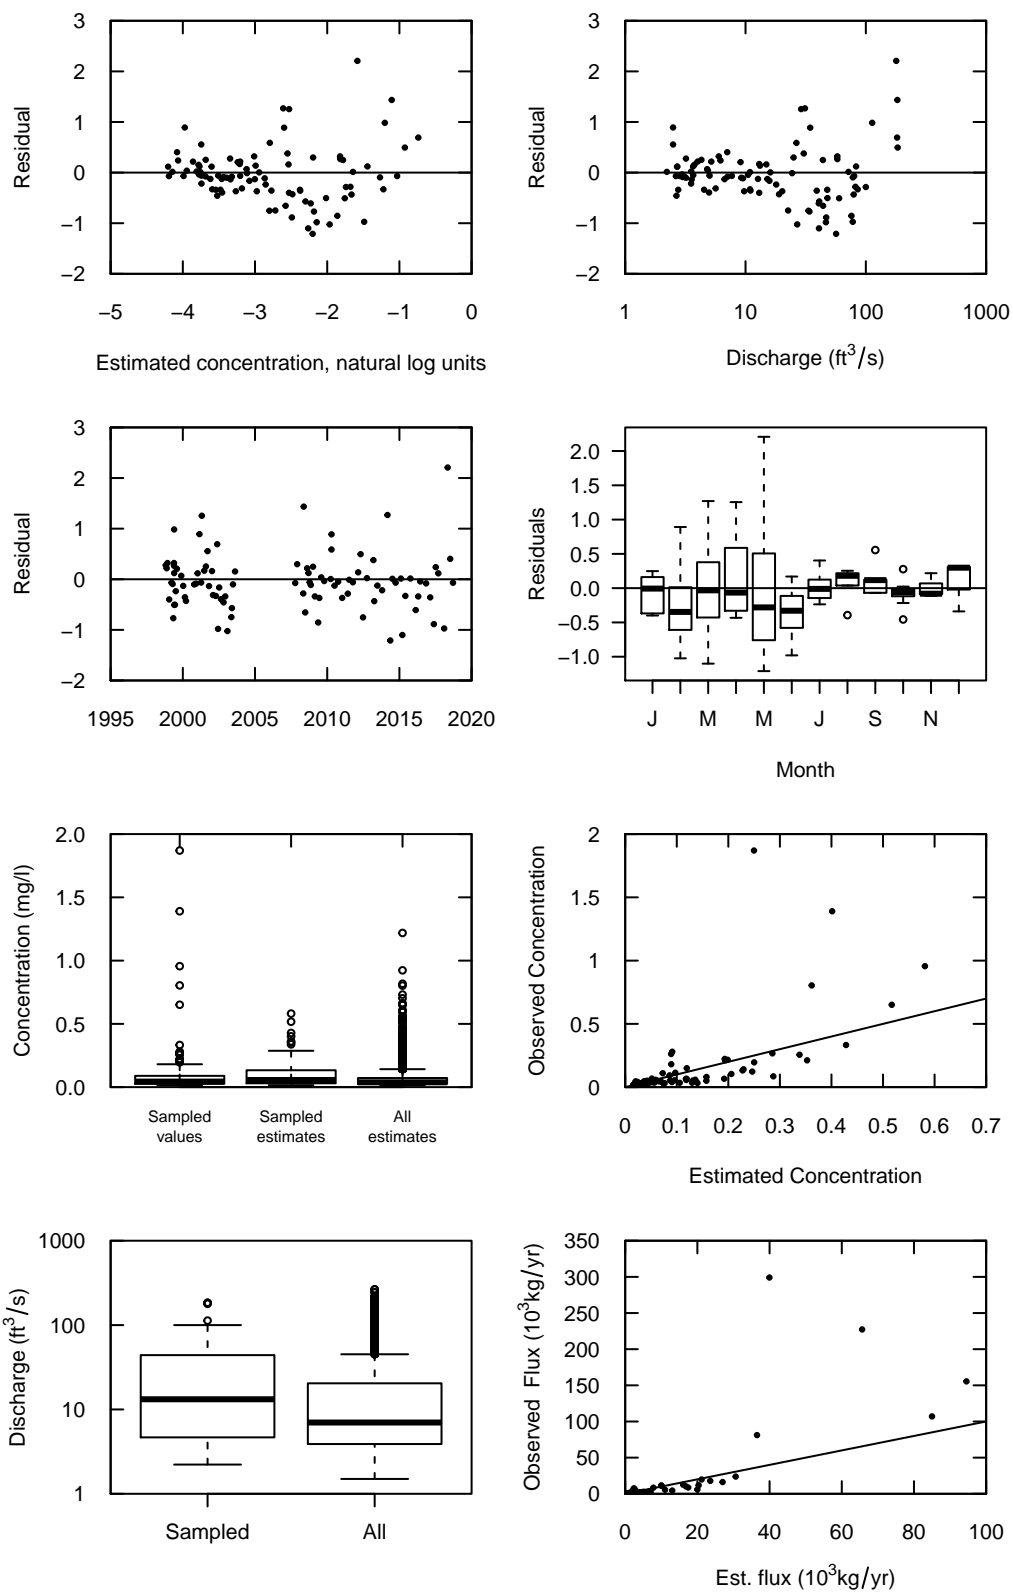 3 3
2 2
Residual 1 Residual 1
0 0
−1 −1
−2 −2
−5 −4 −3 −2 −1 0 1 10 100 1000
Estimated concentration, natural log units Discharge (ft3/s)
3
2 2.0
1.5
Residual 1 Residuals 1.0
0.5
0 0.0
−1 −0.5
−1.0
−2
1995 2000 2005 2010 2015 2020 J M M J S N
Month
2.0 2
Concentration (mg/l) 1.5 Observed Concentration 1.5
1.0 1
0.5 0.5
0.0 0
Sampled values Sampled estimates All estimates 0 0.1 0.2 0.3 0.4 0.5 0.6 0.7
Estimated Concentration
1000 350
300
Discharge (ft3/s) 100 Observed Flux (103kg/yr) 250
200
150
10 100
50
1 0
Sampled All 0 20 40 60 80 100
Est. flux (103kg/yr)